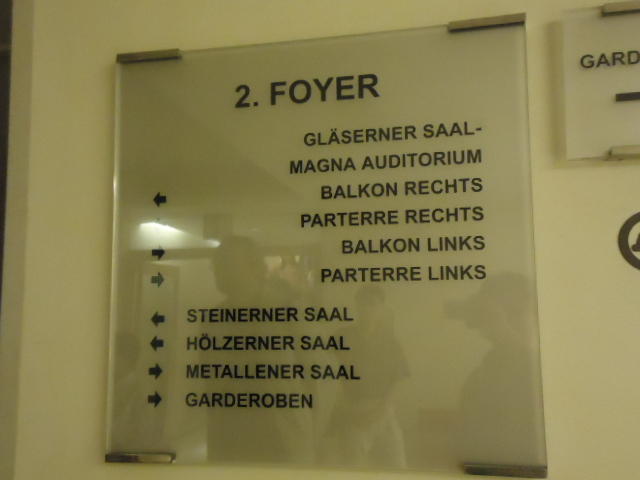 2. FOYER
GLÄSERNER SAAL-
MAGNA AUDITORIUM
BALKON RECHTS
PARTERRE RECHTS
BALKON LINKS
PARTERRE LINKS
STEINERNER SAAL
HÖLZERNER SAAL
METALLENER SAAL
GARDEROBEN
GARD